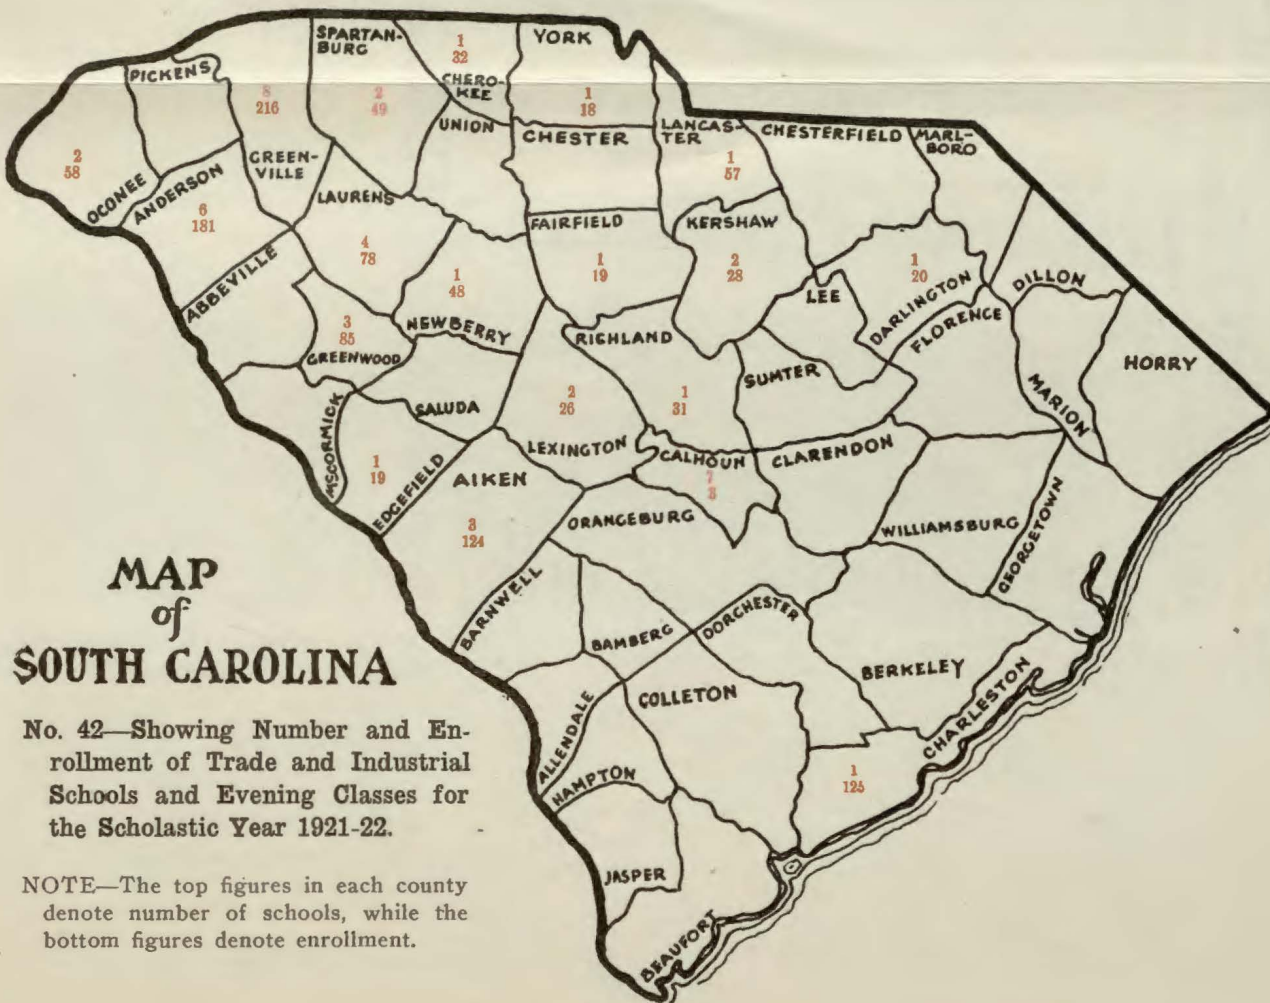 SPARTAN-
BURG
2
49
1
32
CHERO-
KEE
YORK
1
18
PICKENS
216
GREEN-
VILLE
UNION
CHESTER
LANCAS-
TER
1
57
CHESTERFIELD
MARL-
BORO
2
58
OCONEE
ANDERSON
6
181
LAURENS
4
78
FAIRFIELD
1
19
KERSHAW
2
28
LEE
1
20
DARLINGTON
FLORENCE
DILLON
ABBEVILLE
1
48
NEWBERRY
3
85
GREENWOOD
RICHLAND
1
31
SUMTER
MARION
HORRY
MSCORMICK
SALUDA
2
26
LEXINGTON
CALHOUN
CLARENDON
1
19
EDGEFIELD
AIKEN
3
124
ORANGEBURG
WILLIAMSBURG
GEORGETOWN
BARNWELL
BAMBERG
DORCHESTER
BERKELEY
CHARLESTON
1
125
ALLENDALE
COLLETON
HAMPTON
JASPER
BEAUFORT
MAP
of
SOUTH CAROLINA
No. 42—Showing Number and En-
rollment of Trade and Industrial
Schools and Evening Classes for
the Scholastic Year 1921-22.
NOTE—The top figures in each county
denote number of schools, while the
bottom figures denote enrollment.